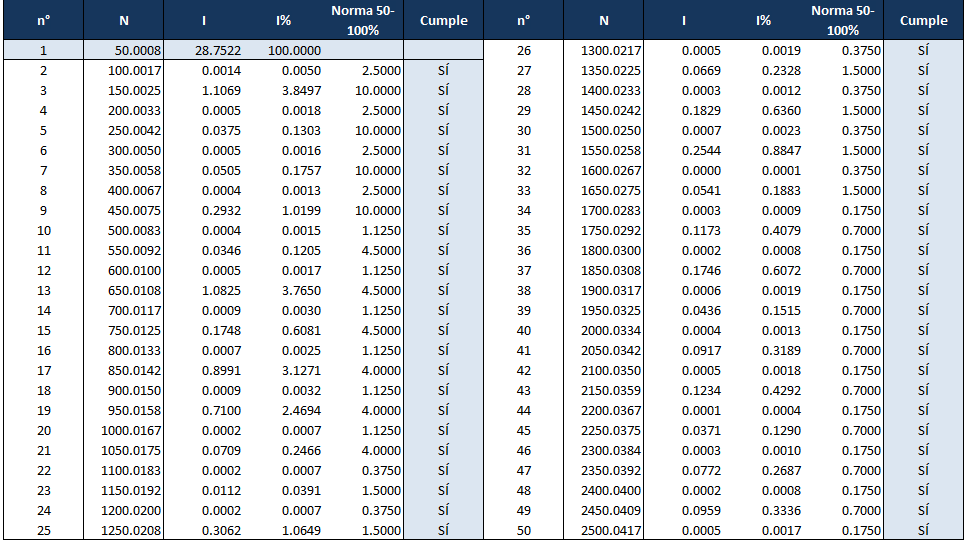 n° N I I% Norma 50-100% Cumple n° N I I% Norma 50-100% Cumple
1 50.0008 28.7522 100.0000 26 1300.0217 0.0005 0.0019 0.3750 SÍ
2 100.0017 0.0014 0.0050 2.5000 SÍ 27 1350.0225 0.0669 0.2328 1.5000 SÍ
3 150.0025 1.1069 3.8497 10.0000 SÍ 28 1400.0233 0.0003 0.0012 0.3750 SÍ
4 200.0033 0.0005 0.0018 2.5000 SÍ 29 1450.0242 0.1829 0.6360 1.5000 SÍ
5 250.0042 0.0375 0.1303 10.0000 SÍ 30 1500.0250 0.0007 0.0023 0.3750 SÍ
6 300.0050 0.0005 0.0016 2.5000 SÍ 31 1550.0258 0.2544 0.8847 1.5000 SÍ
7 350.0058 0.0505 0.1757 10.0000 SÍ 32 1600.0267 0.0000 0.0001 0.3750 SÍ
8 400.0067 0.0004 0.0013 2.5000 SÍ 33 1650.0275 0.0541 0.1883 1.5000 SÍ
9 450.0075 0.2932 1.0199 10.0000 SÍ 34 1700.0283 0.0003 0.0009 0.1750 SÍ
10 500.0083 0.0004 0.0015 1.1250 SÍ 35 1750.0292 0.1173 0.4079 0.7000 SÍ
11 550.0092 0.0346 0.1205 4.5000 SÍ 36 1800.0300 0.0002 0.0008 0.1750 SÍ
12 600.0100 0.0005 0.0017 1.1250 SÍ 37 1850.0308 0.1746 0.6072 0.7000 SÍ
13 650.0108 1.0825 3.7650 4.5000 SÍ 38 1900.0317 0.0006 0.0019 0.1750 SÍ
14 700.0117 0.0009 0.0030 1.1250 SÍ 39 1950.0325 0.0436 0.1515 0.7000 SÍ
15 750.0125 0.1748 0.6081 4.5000 SÍ 40 2000.0334 0.0004 0.0013 0.1750 SÍ
16 800.0133 0.0007 0.0025 1.1250 SÍ 41 2050.0342 0.0917 0.3189 0.7000 SÍ
17 850.0142 0.8991 3.1271 4.0000 SÍ 42 2100.0350 0.0005 0.0018 0.1750 SÍ
18 900.0150 0.0009 0.0032 1.1250 SÍ 43 2150.0359 0.1234 0.4292 0.7000 SÍ
19 950.0158 0.7100 2.4694 4.0000 SÍ 44 2200.0367 0.0001 0.0004 0.1750 SÍ
20 1000.0167 0.0002 0.0007 1.1250 SÍ 45 2250.0375 0.0371 0.1290 0.7000 SÍ
21 1050.0175 0.0709 0.2466 4.0000 SÍ 46 2300.0384 0.0003 0.0010 0.1750 SÍ
22 1100.0183 0.0002 0.0007 0.3750 SÍ 47 2350.0392 0.0772 0.2687 0.7000 SÍ
23 1150.0192 0.0112 0.0391 1.5000 SÍ 48 2400.0400 0.0002 0.0008 0.1750 SÍ
24 1200.0200 0.0002 0.0007 0.3750 SÍ 49 2450.0409 0.0959 0.3336 0.7000 SÍ
25 1250.0208 0.3062 1.0649 1.5000 SÍ 50 2500.0417 0.0005 0.0017 0.1750 SÍ